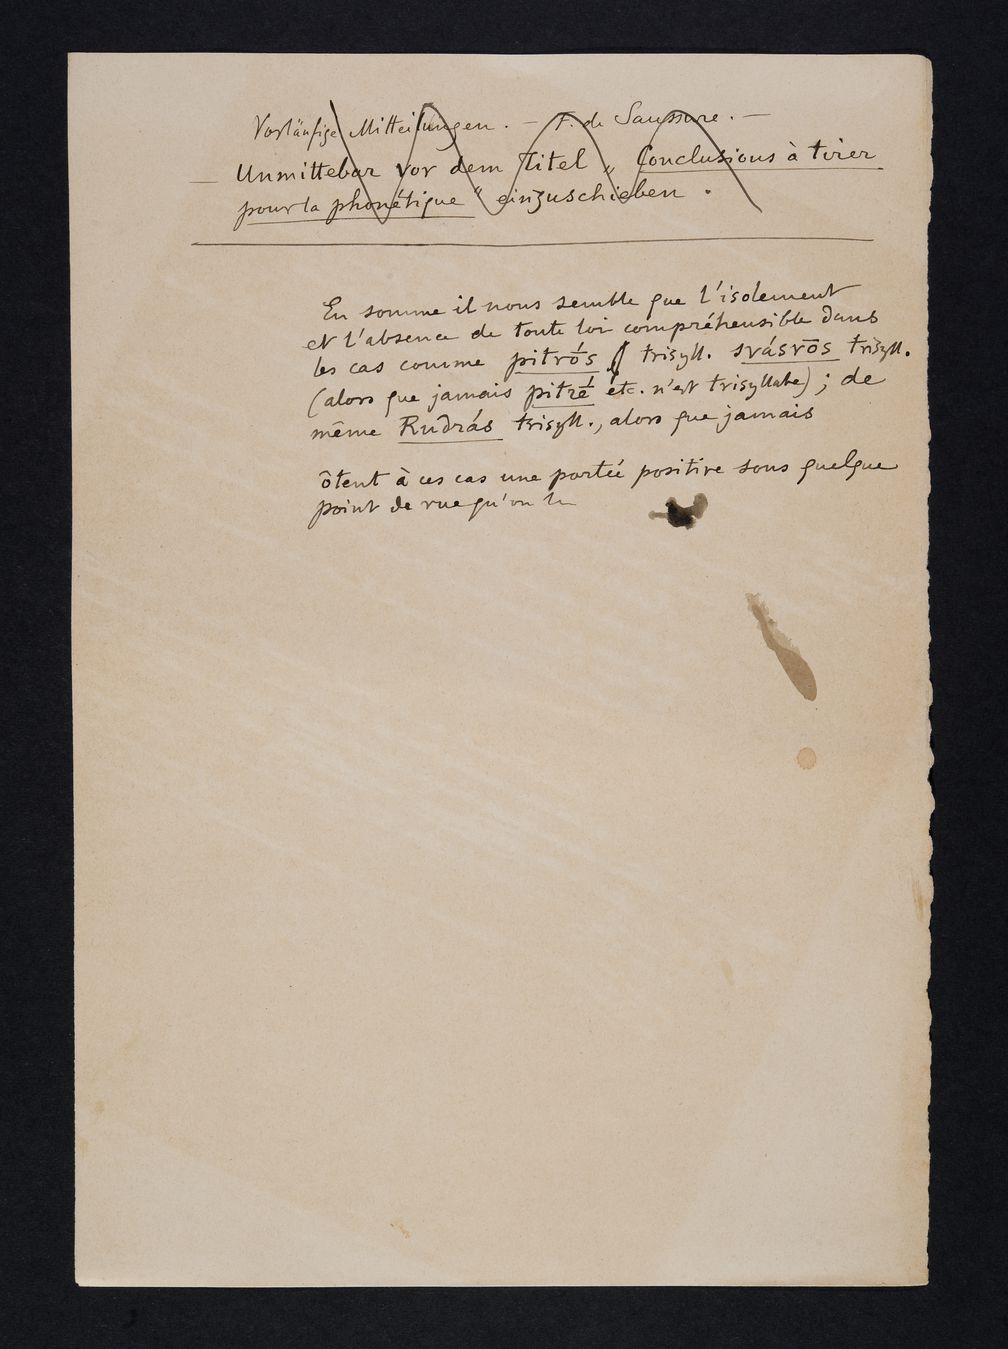 Vorläufige Mitteilungen. — F. de Saussure. —
— Unmittebar vor dem Titel „Conclusions à tirer
pour la phonétique" einzuschieben.
En somme il nous semble que l'isolement
et l'absence de toute loi compréhensible dans
les cas comme pitrṓs trisyll. svásrōs trisyll.
(alors que jamais pitrḗ etc. n'est trisyllabe); de
même Rudrás trisyll., alors que jamais
ôtent à ces cas une portée positive sous quelque
point de vue qu'on